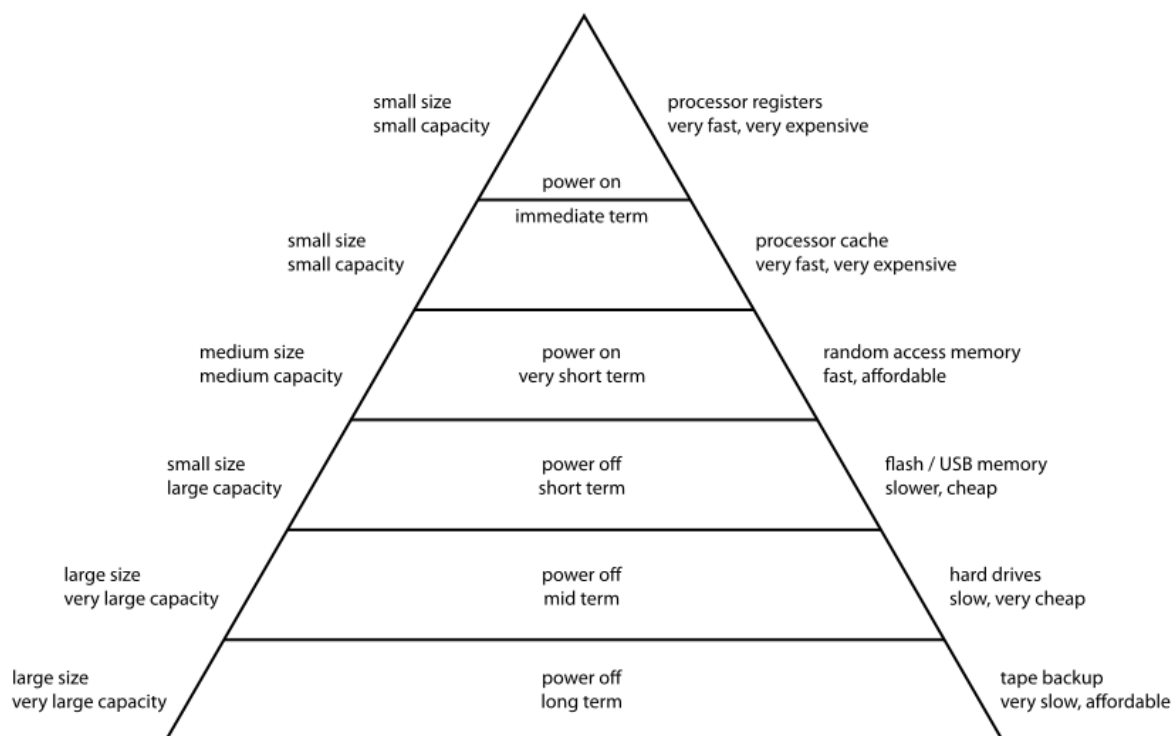 small size
small capacity
processor registers
very fast, very expensive
power on
immediate term
small size
small capacity
processor cache
very fast, very expensive
medium size
medium capacity
power on
very short term
random access memory
fast, affordable
small size
large capacity
power off
short term
flash / USB memory
slower, cheap
large size
very large capacity
power off
mid term
hard drives
slow, very cheap
large size
very large capacity
power off
long term
tape backup
very slow, affordable